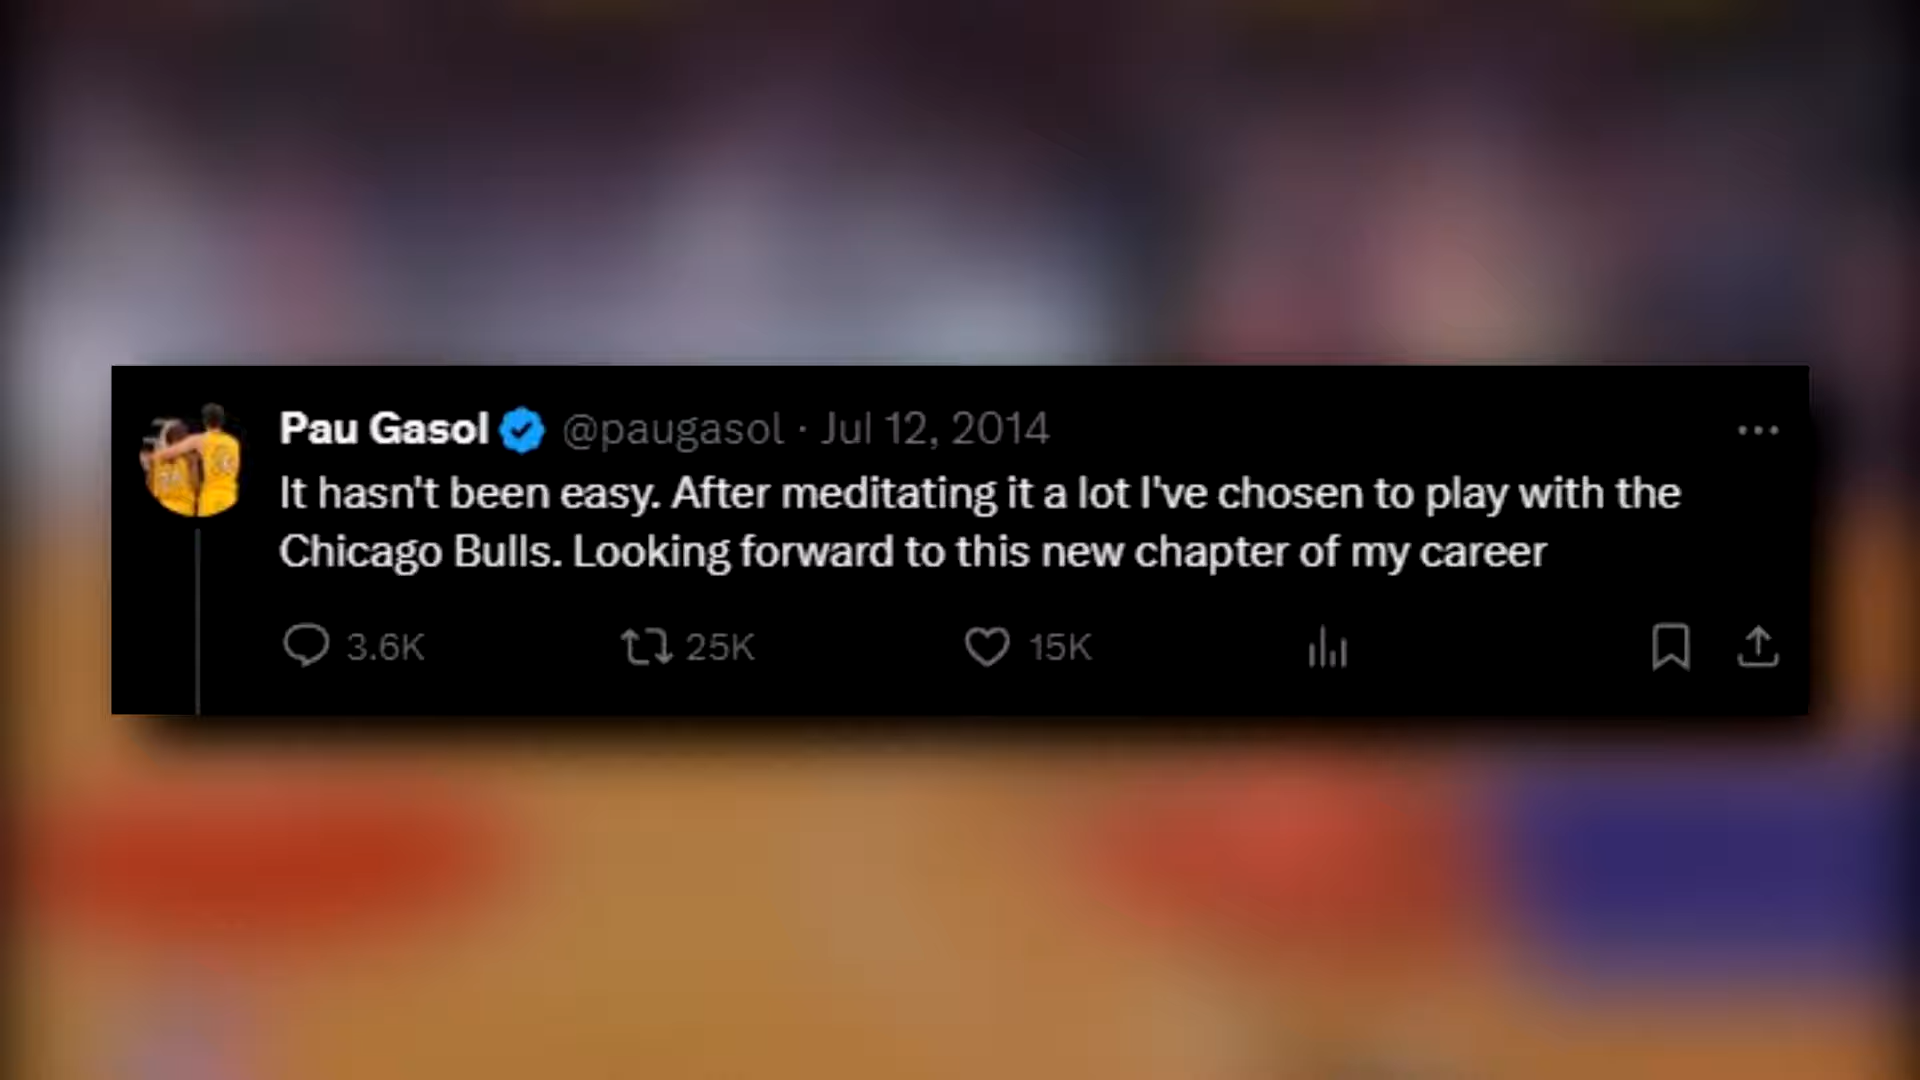 Pau Gasol @paugasol · Jul 12, 2014
It hasn't been easy. After meditating it a lot I've chosen to play with the
Chicago Bulls. Looking forward to this new chapter of my career
3.6K 25K 15K